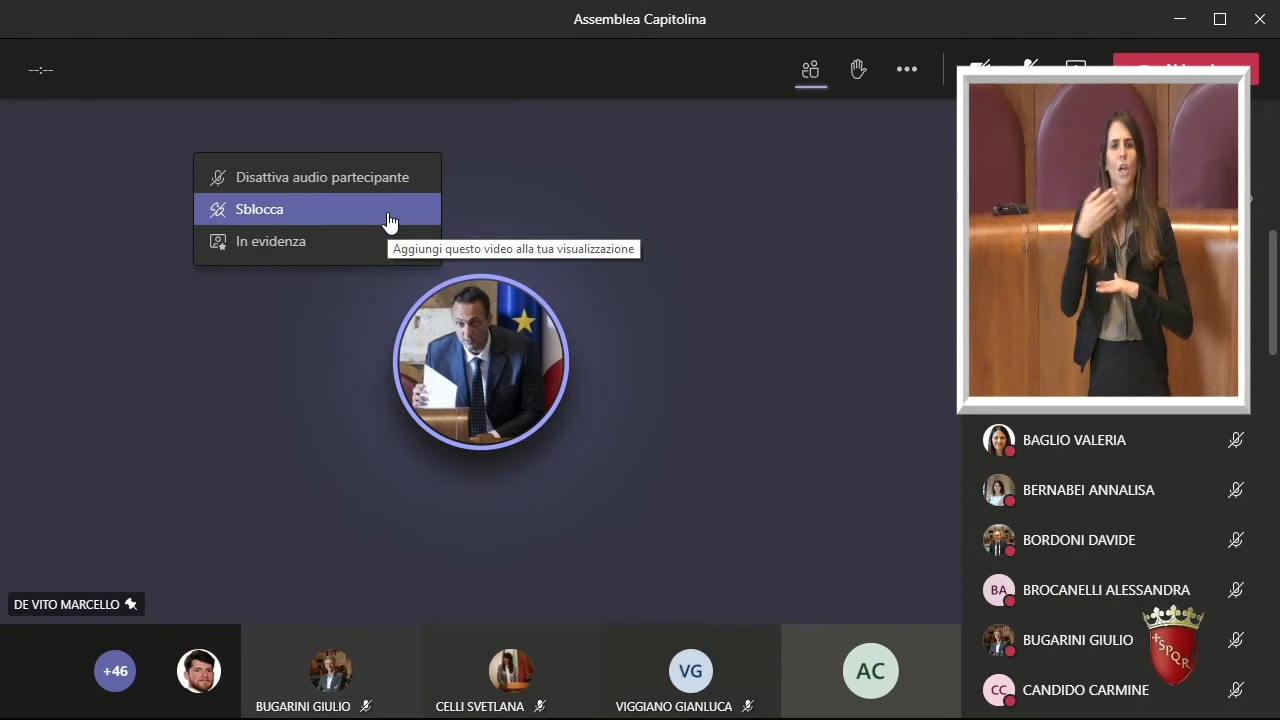 Assemblea Capitolina
--:--
Disattiva audio partecipante
Sblocca
In evidenza
Aggiungi questo video alla tua visualizzazione
DE VITO MARCELLO
+46
BUGARINI GIULIO
CELLI SVETLANA
VG
VIGGIANO GIANLUCA
AC
BAGLIO VALERIA
BERNABEI ANNALISA
BORDONI DAVIDE
BA
BROCANELLI ALESSANDRA
BUGARINI GIULIO
CC
CANDIDO CARMINE
SPQR